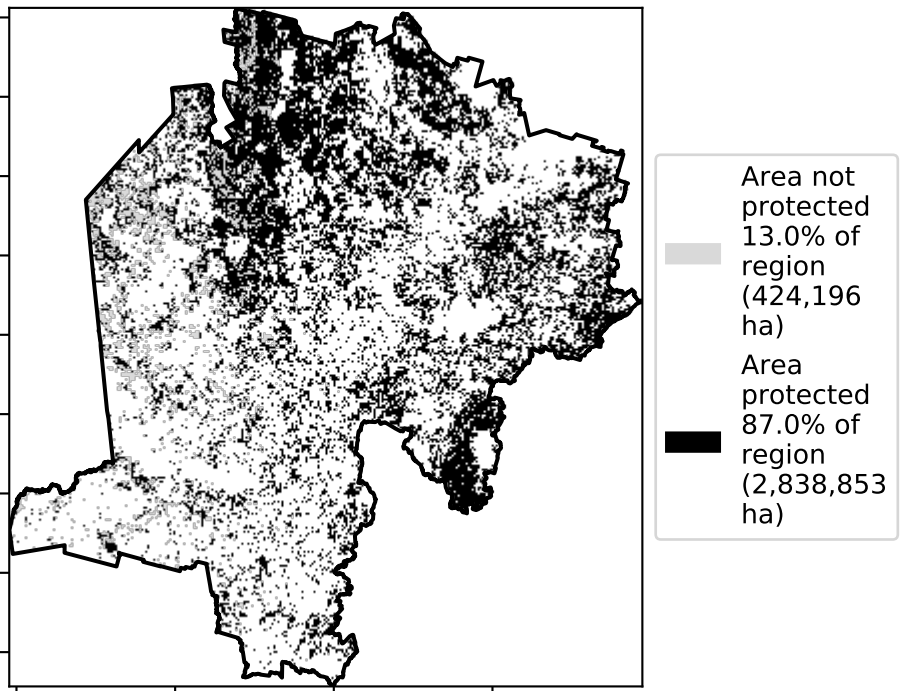 Area not
protected
13.0% of
region
(424,196
ha)
Area
protected
87.0% of
region
(2,838,853
ha)